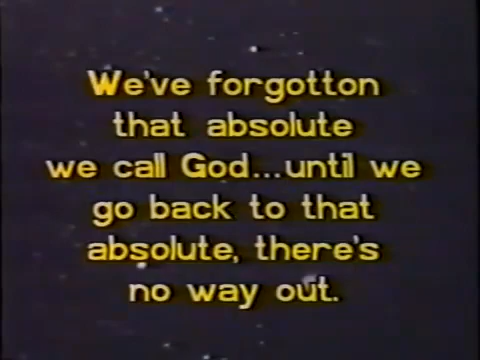 We've forgotton
that absolute
we call God...until we
go back to that
absolute, there's
no way out.